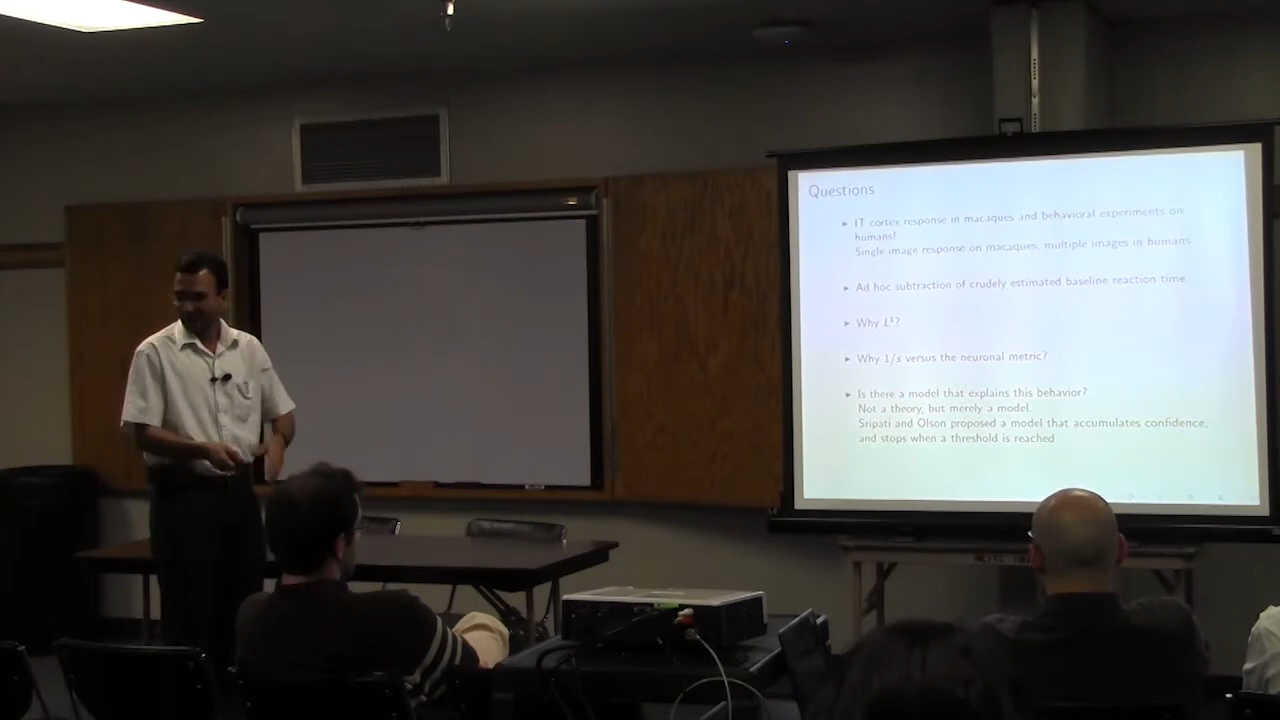 Questions
IT cortex response in macaques and behavioral experiments on
humans!
Single image response on macaques, multiple images in humans
Ad hoc subtraction of crudely estimated baseline reaction time
Why L¹?
Why 1/s versus the neuronal metric?
Is there a model that explains this behavior?
Not a theory, but merely a model
Sripati and Olson proposed a model that accumulates confidence,
and stops when a threshold is reached